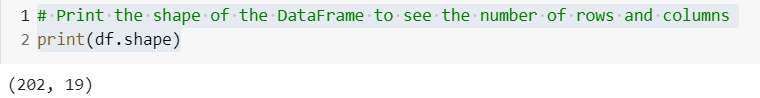 1 # Print the shape of the DataFrame to see the number of rows and columns
2 print(df.shape)
(202, 19)